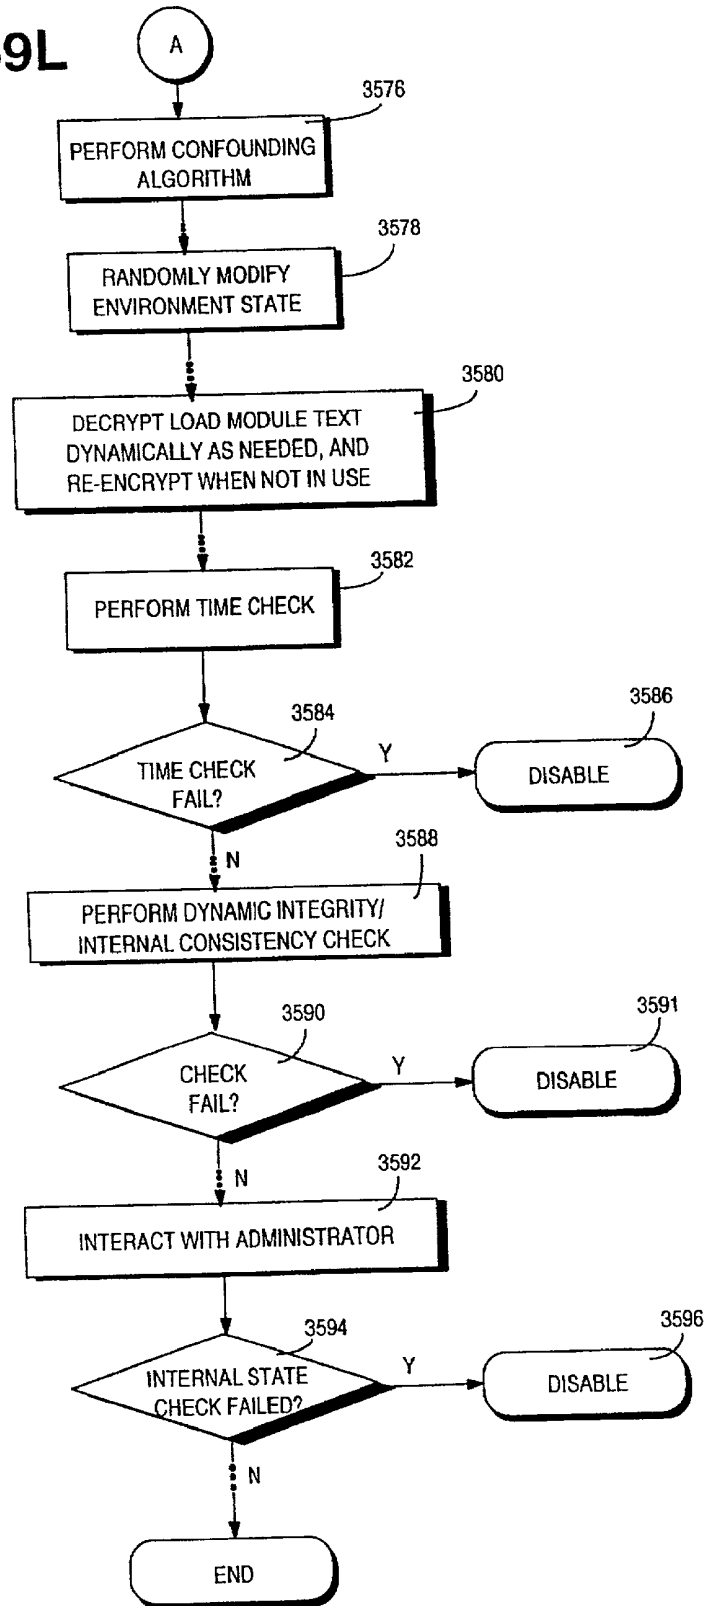 9L
A
3576
PERFORM CONFOUNDING
ALGORITHM
3578
RANDOMLY MODIFY
ENVIRONMENT STATE
3580
DECRYPT LOAD MODULE TEXT
DYNAMICALLY AS NEEDED, AND
RE-ENCRYPT WHEN NOT IN USE
3582
PERFORM TIME CHECK
3584
TIME CHECK
FAIL?
Y
3586
DISABLE
N
3588
PERFORM DYNAMIC INTEGRITY/
INTERNAL CONSISTENCY CHECK
3590
CHECK
FAIL?
Y
3591
DISABLE
N
3592
INTERACT WITH ADMINISTRATOR
3594
INTERNAL STATE
CHECK FAILED?
Y
3596
DISABLE
N
END